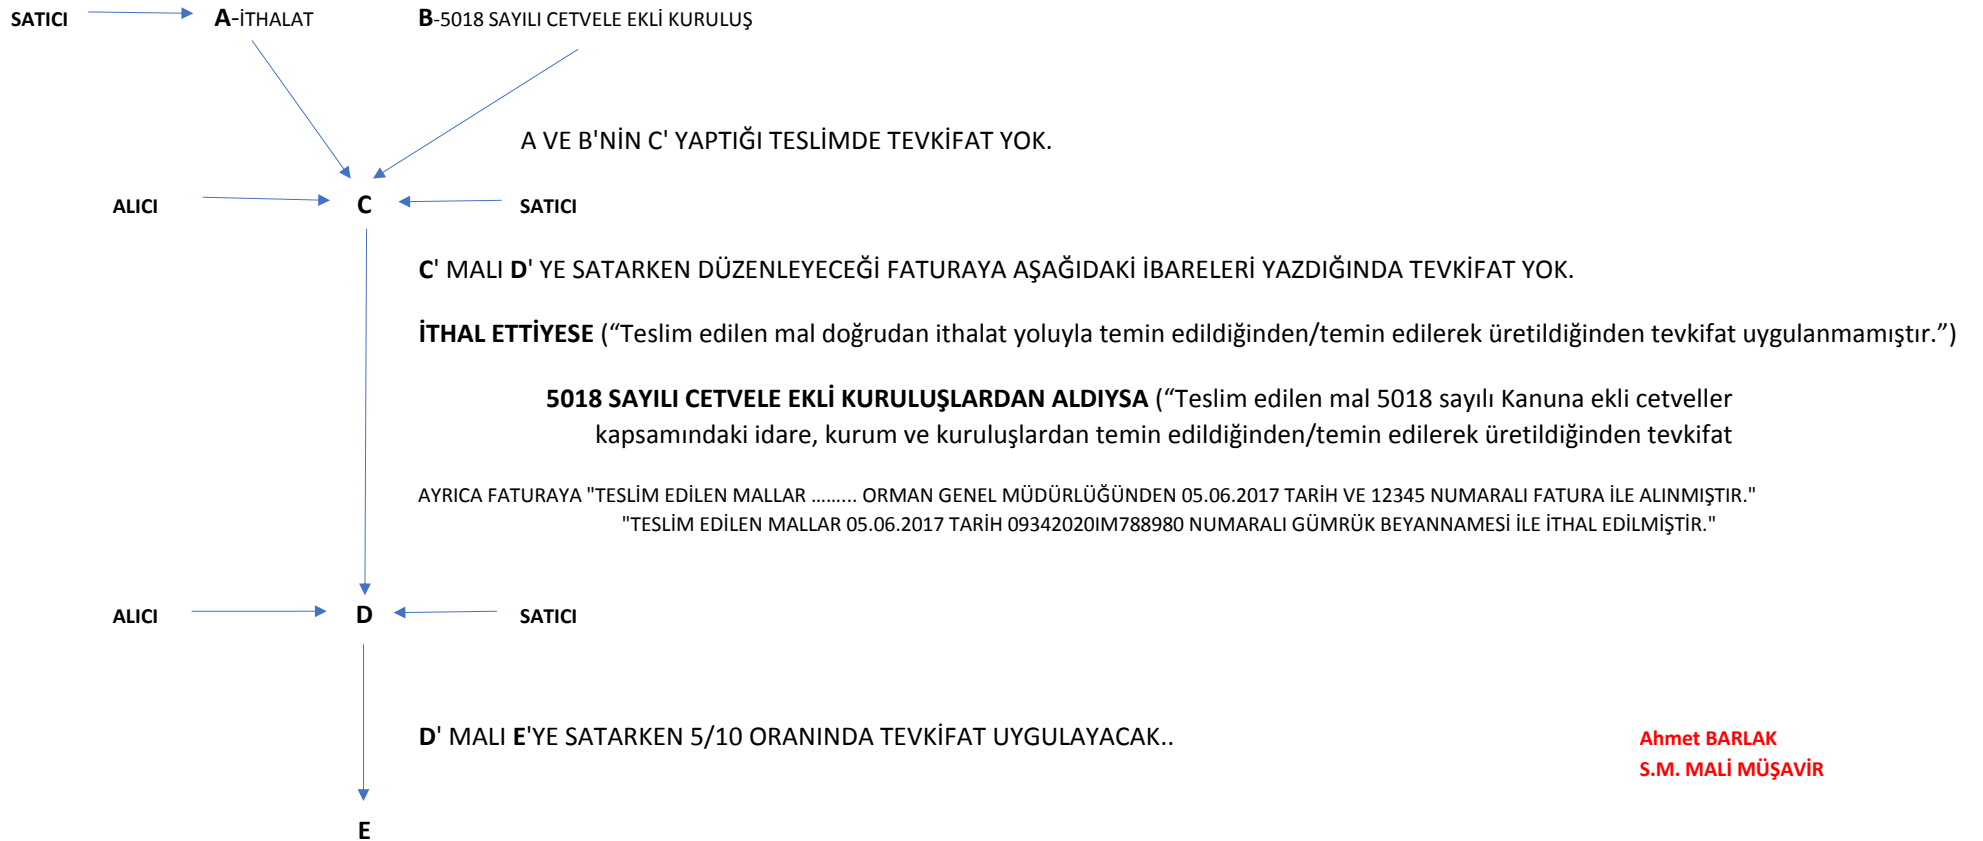 SATICI A-İTHALAT B-5018 SAYILI CETVELE EKLİ KURULUŞ
A VE B'NİN C' YAPTIĞI TESLİMDE TEVKİFAT YOK.
ALICI C SATICI
C' MALI D' YE SATARKEN DÜZENLEYECEĞİ FATURAYA AŞAĞIDAKİ İBARELERİ YAZDIĞINDA TEVKİFAT YOK.
İTHAL ETTİYESE (“Teslim edilen mal doğrudan ithalat yoluyla temin edildiğinden/temin edilerek üretildiğinden tevkifat uygulanmamıştır.”)
5018 SAYILI CETVELE EKLİ KURULUŞLARDAN ALDIYSA (“Teslim edilen mal 5018 sayılı Kanuna ekli cetveller
kapsamındaki idare, kurum ve kuruluşlardan temin edildiğinden/temin edilerek üretildiğinden tevkifat
AYRICA FATURAYA "TESLİM EDİLEN MALLAR ……... ORMAN GENEL MÜDÜRLÜĞÜNDEN 05.06.2017 TARİH VE 12345 NUMARALI FATURA İLE ALINMIŞTIR."
"TESLİM EDİLEN MALLAR 05.06.2017 TARİH 09342020IM788980 NUMARALI GÜMRÜK BEYANNAMESİ İLE İTHAL EDİLMİŞTİR."
ALICI D SATICI
D' MALI E'YE SATARKEN 5/10 ORANINDA TEVKİFAT UYGULAYACAK..
Ahmet BARLAK
S.M. MALİ MÜŞAVİR
E